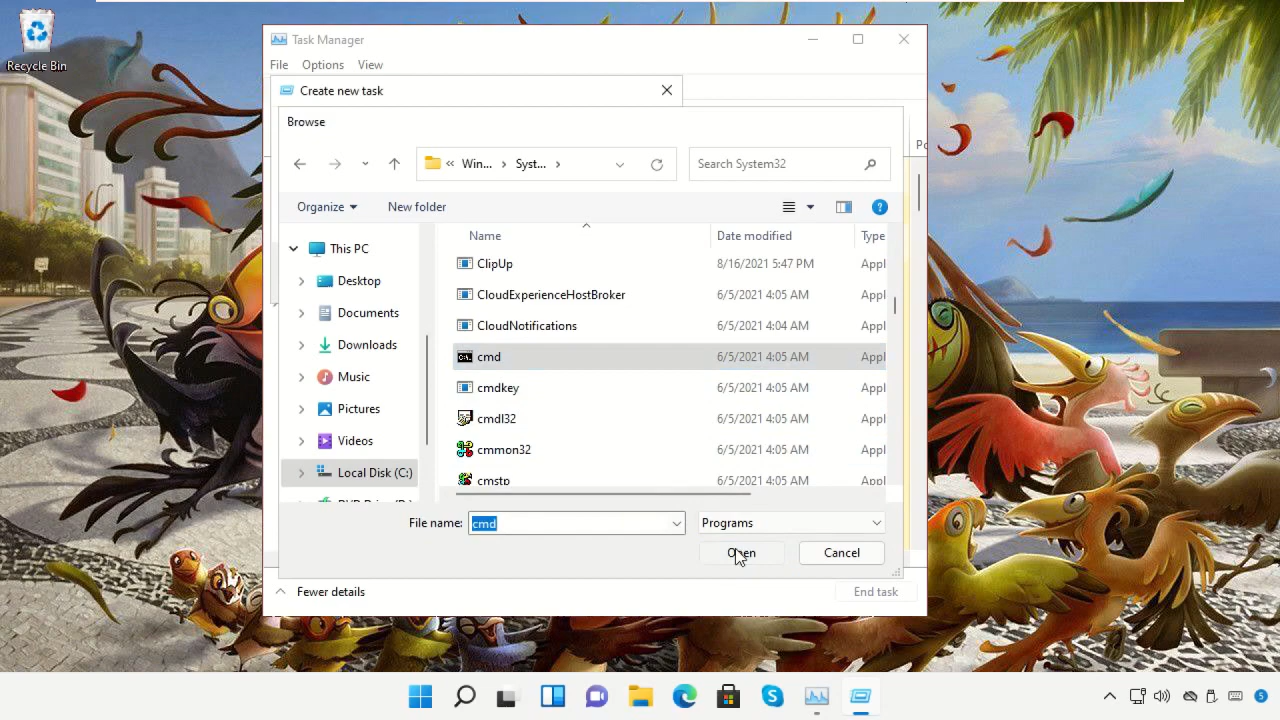 Recycle Bin
Task Manager
File Options View
Create new task
Browse
« Win... › Syst... ›
Search System32
Organize New folder
Name Date modified Type
This PC
Desktop
Documents
Downloads
Music
Pictures
Videos
Local Disk (C:)
ClipUp 8/16/2021 5:47 PM Appl
CloudExperienceHostBroker 6/5/2021 4:05 AM Appl
CloudNotifications 6/5/2021 4:04 AM Appl
cmd 6/5/2021 4:05 AM Appl
cmdkey 6/5/2021 4:05 AM Appl
cmdl32 6/5/2021 4:05 AM Appl
cmmon32 6/5/2021 4:05 AM Appl
cmstp 6/5/2021 4:05 AM Appl
File name: cmd Programs
Open Cancel
Fewer details End task
5